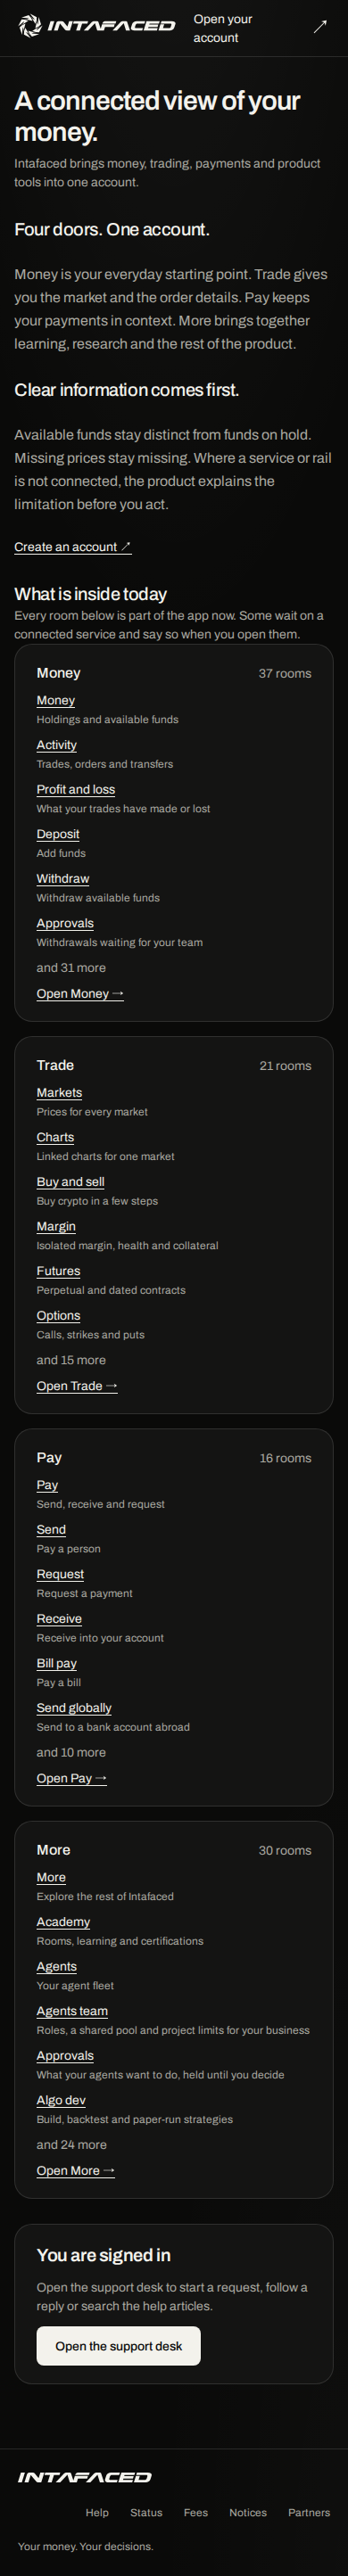 INTAFACED
Open your
account
↗
A connected view of your
money.
Intafaced brings money, trading, payments and product
tools into one account.
Four doors. One account.
Money is your everyday starting point. Trade gives
you the market and the order details. Pay keeps
your payments in context. More brings together
learning, research and the rest of the product.
Clear information comes first.
Available funds stay distinct from funds on hold.
Missing prices stay missing. Where a service or rail
is not connected, the product explains the
limitation before you act.
Create an account ↗
What is inside today
Every room below is part of the app now. Some wait on a
connected service and say so when you open them.
Money 37 rooms
Money
Holdings and available funds
Activity
Trades, orders and transfers
Profit and loss
What your trades have made or lost
Deposit
Add funds
Withdraw
Withdraw available funds
Approvals
Withdrawals waiting for your team
and 31 more
Open Money →
Trade 21 rooms
Markets
Prices for every market
Charts
Linked charts for one market
Buy and sell
Buy crypto in a few steps
Margin
Isolated margin, health and collateral
Futures
Perpetual and dated contracts
Options
Calls, strikes and puts
and 15 more
Open Trade →
Pay 16 rooms
Pay
Send, receive and request
Send
Pay a person
Request
Request a payment
Receive
Receive into your account
Bill pay
Pay a bill
Send globally
Send to a bank account abroad
and 10 more
Open Pay →
More 30 rooms
More
Explore the rest of Intafaced
Academy
Rooms, learning and certifications
Agents
Your agent fleet
Agents team
Roles, a shared pool and project limits for your business
Approvals
What your agents want to do, held until you decide
Algo dev
Build, backtest and paper-run strategies
and 24 more
Open More →
You are signed in
Open the support desk to start a request, follow a
reply or search the help articles.
Open the support desk
INTAFACED
Help Status Fees Notices Partners
Your money. Your decisions.